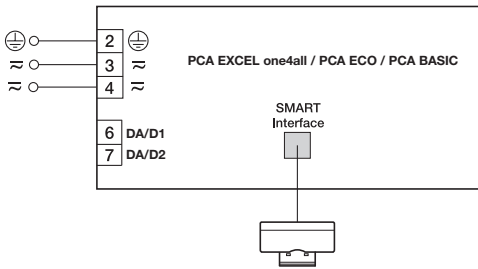 2
3 PCA EXCEL one4all / PCA ECO / PCA BASIC
4
SMART
Interface
6 DA/D1
7 DA/D2